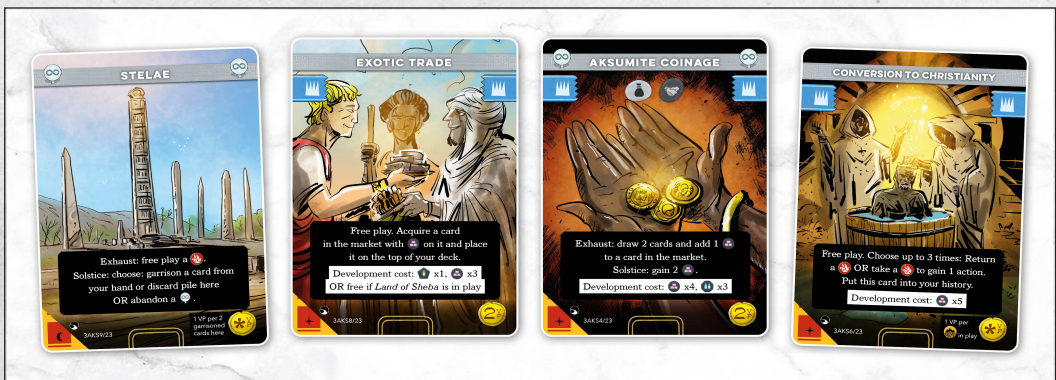 STELAE
Exhaust: free play a .
Solstice: choose: garrison a card from
your hand or discard pile here
OR abandon a .
3AKS9/23
1 VP per 2
garrisoned
cards here
*
EXOTIC TRADE
Free play. Acquire a card
in the market with on it and place
it on the top of your deck.
Development cost: x1, x3
OR free if Land of Sheba is in play
3AKS8/23
2VP
AKSUMITE COINAGE
Exhaust: draw 2 cards and add 1
to a card in the market.
Solstice: gain 2 .
Development cost: x4, x3
3AKS4/23
2VP
CONVERSION TO CHRISTIANITY
Free play. Choose up to 3 times: Return
a OR take a to gain 1 action.
Put this card into your history.
Development cost: x5
3AKS6/23
1 VP per
in play
*